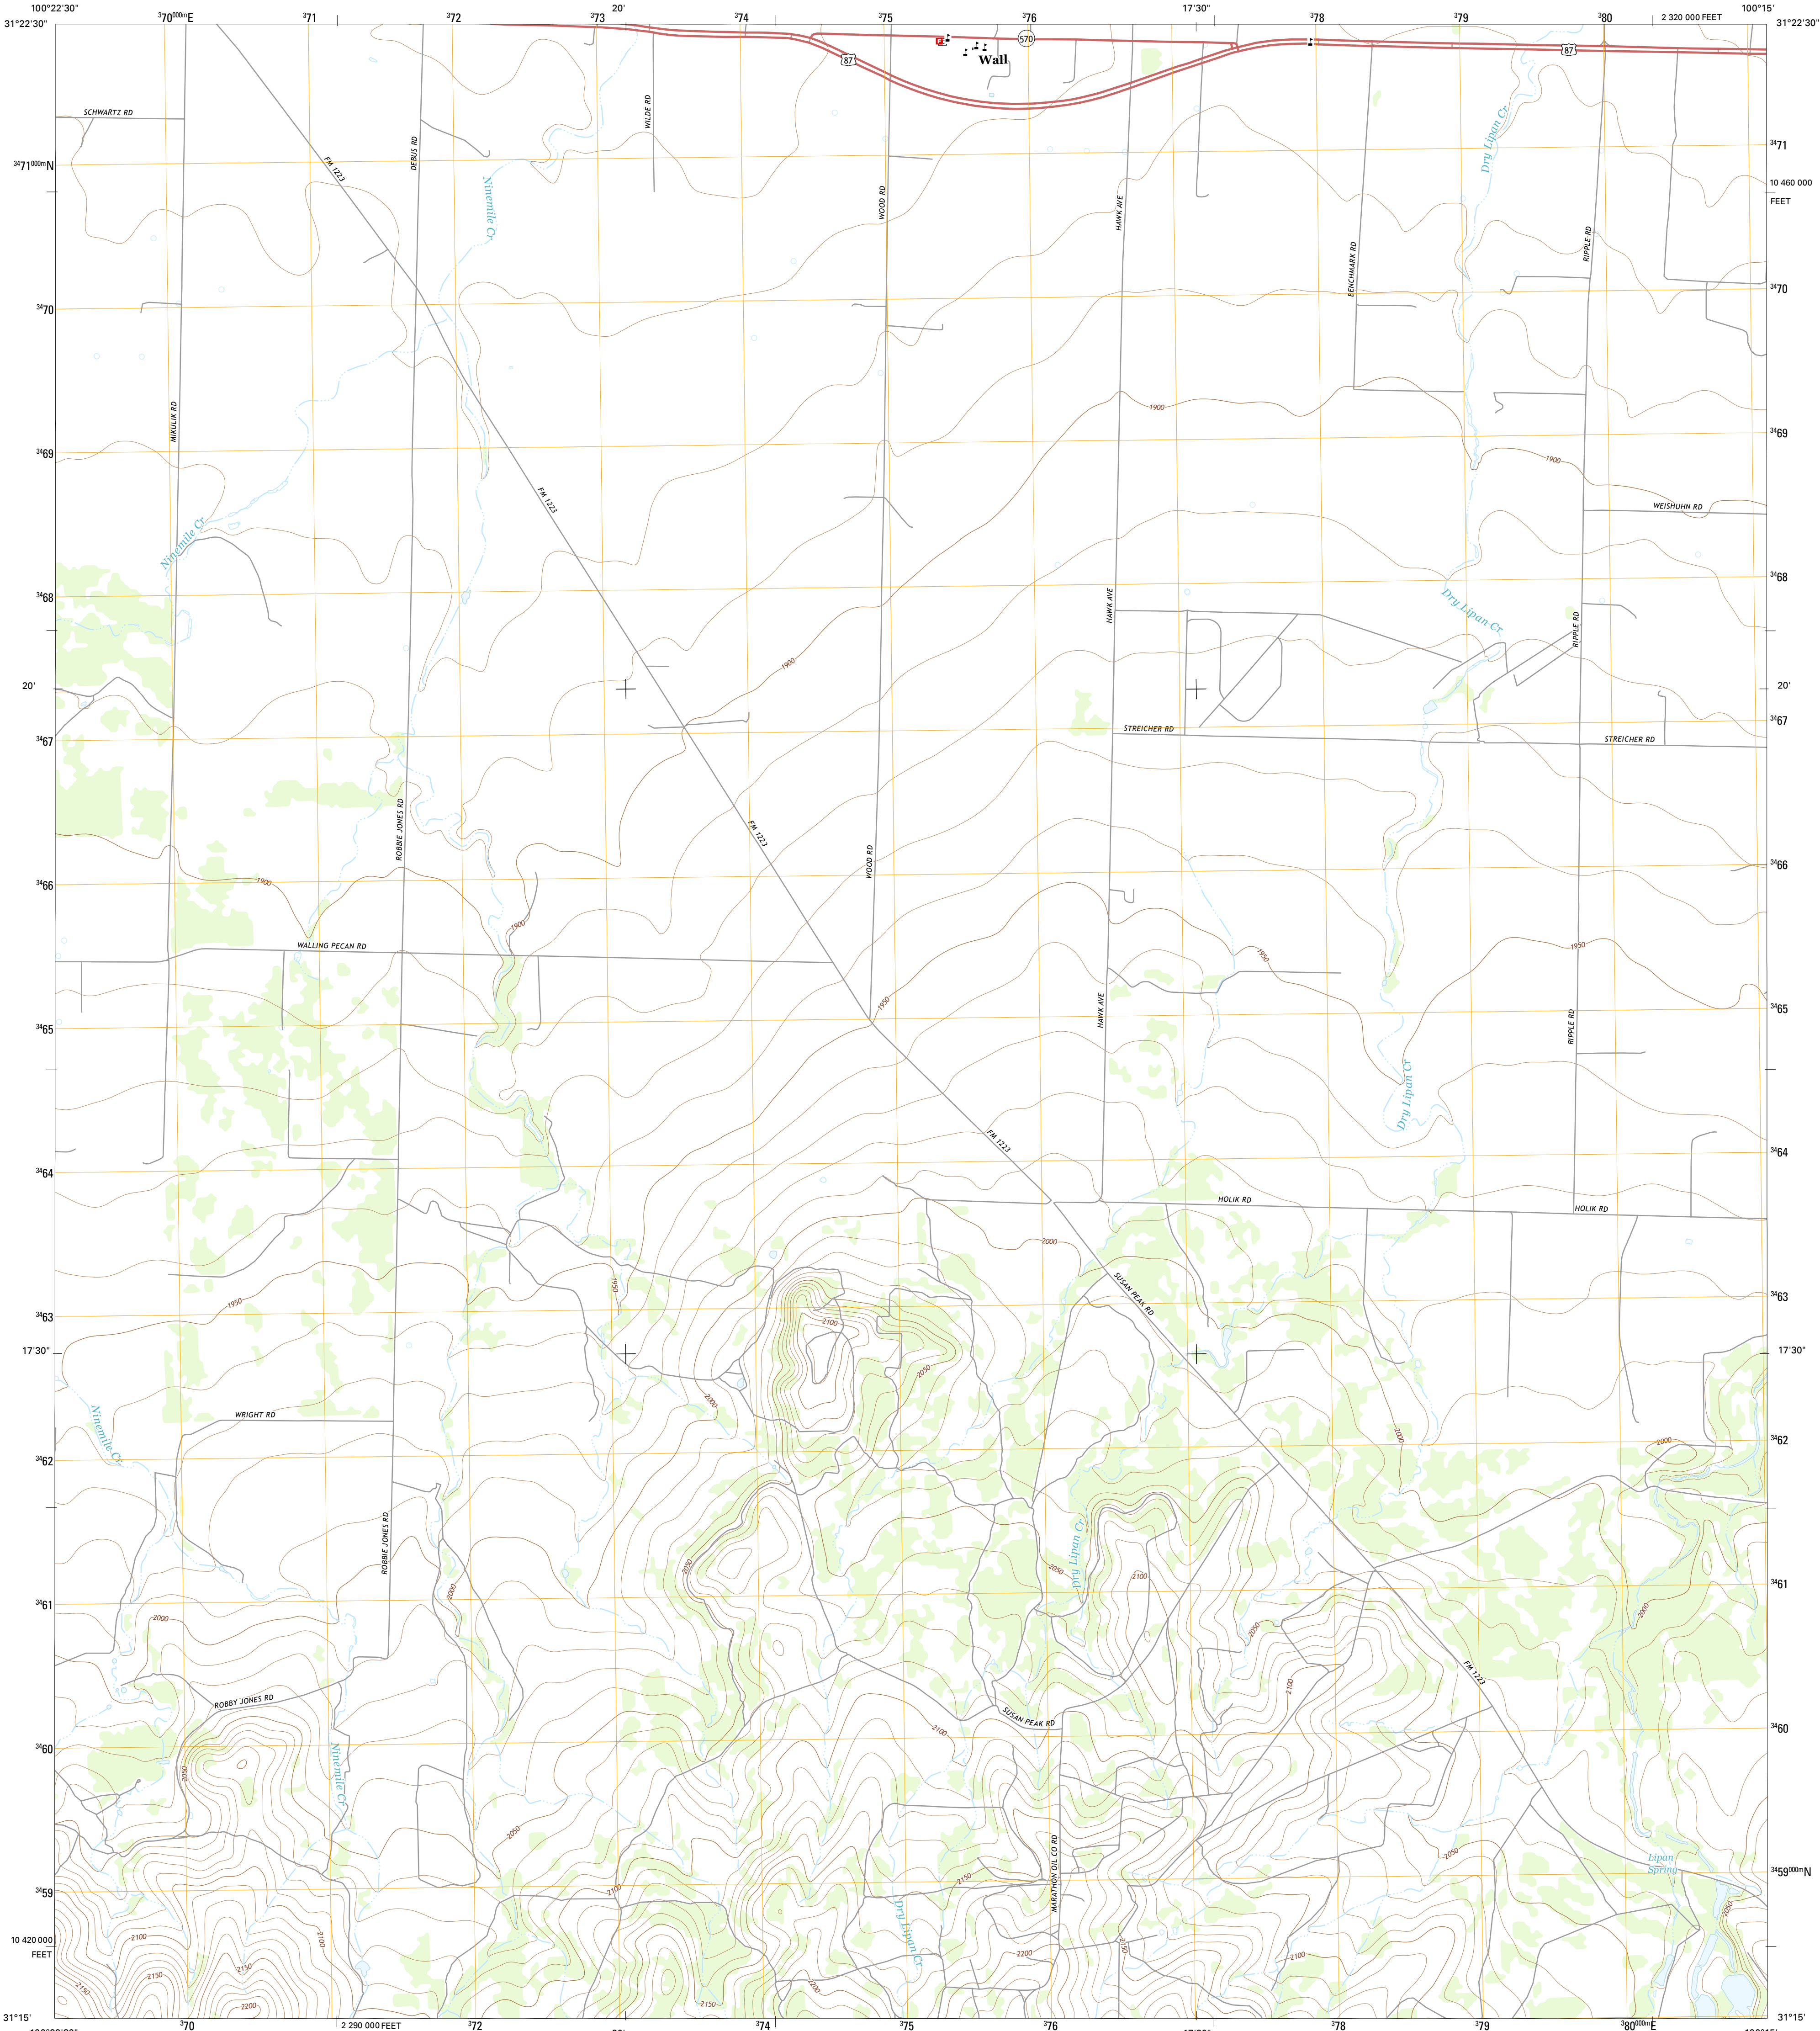 100°22'30"
³70⁰⁰⁰ᵐE
³71
³72
³73
20'
³74
³75
³76
17'30"
³78
³79
³80
2 320 000 FEET
100°15'
31°22'30"
31°22'30"
570
87
87
Wall
SCHWARTZ RD
WILDE RD
DEBUS RD
FM 1223
Dry Lipan Cr
³⁴71⁰⁰⁰ᵐN
³⁴71
10 460 000
FEET
Ninemile Cr
WOOD RD
HAWK AVE
BENCHMARK RD
RIPPLE RD
³⁴70
³⁴70
MIKULIK RD
1900
³⁴69
³⁴69
1900
FM 1223
WEISHUHN RD
Ninemile Cr
³⁴68
³⁴68
HAWK AVE
Dry Lipan Cr
RIPPLE RD
1900
20'
20'
³⁴67
³⁴67
STREICHER RD
STREICHER RD
ROBBIE JONES RD
FM 1223
WOOD RD
³⁴66
³⁴66
1900
1900
WALLING PECAN RD
1950
1950
1950
HAWK AVE
RIPPLE RD
³⁴65
³⁴65
Dry Lipan Cr
FM 1223
³⁴64
³⁴64
HOLIK RD
HOLIK RD
2000
1950
1950
SUSAN PEAK RD
³⁴63
³⁴63
2100
17'30"
17'30"
2050
2000
Ninemile Cr
WRIGHT RD
2000
2000
³⁴62
³⁴62
ROBBIE JONES RD
Dry Lipan Cr
2050
2050
2100
2000
³⁴61
³⁴61
2000
2000
2050
FM 1223
ROBBY JONES RD
2100
SUSAN PEAK RD
2100
³⁴60
³⁴60
Ninemile Cr
2050
2050
MARATHON OIL CO RD
2050
Lipan
Spring
³⁴59
³⁴59⁰⁰⁰ᵐN
2100
2150
Dry Lipan Cr
2050
10 420 000
FEET
2100
2100
2150
2200
2100
2150
2150
2200
2200
2150
31°15'
31°15'
³70
2 290 000 FEET
³72
³74
³75
³76
³78
³79
³80⁰⁰⁰ᵐE